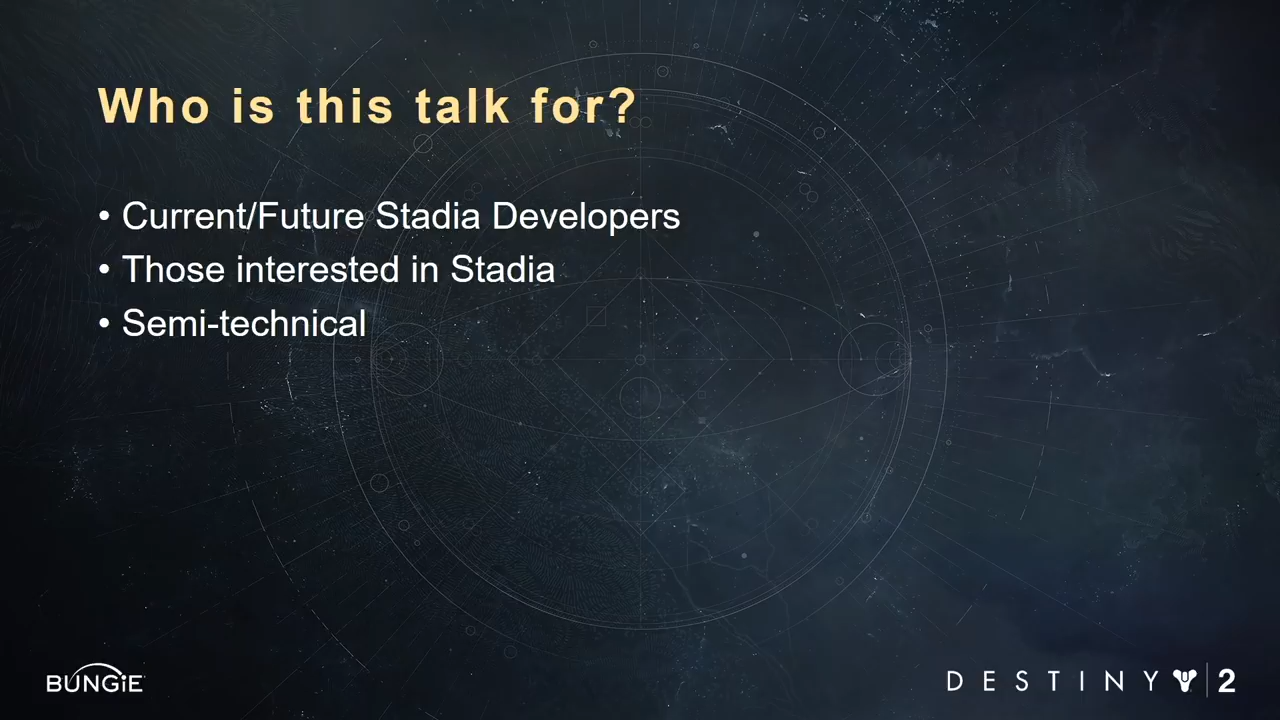 Who is this talk for?
• Current/Future Stadia Developers
• Those interested in Stadia
• Semi-technical
BUNGiE
DESTINY 2